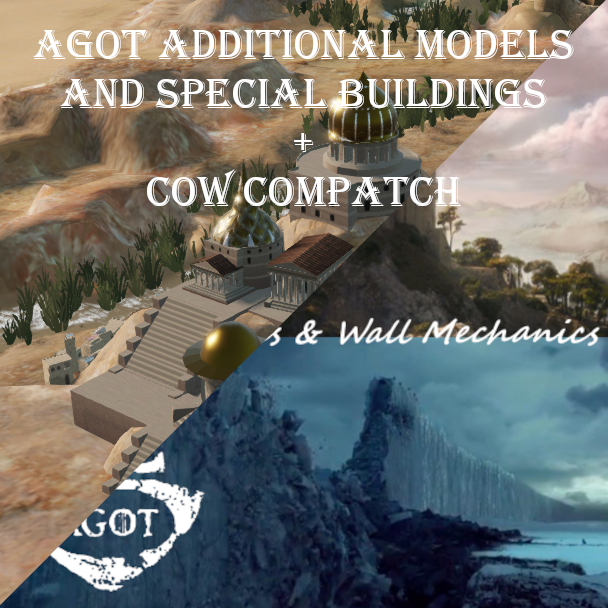 AGOT ADDITIONAL MODELS
AND SPECIAL BUILDINGS
+
COW COMPATCH
s & Wall Mechanics
AGOT